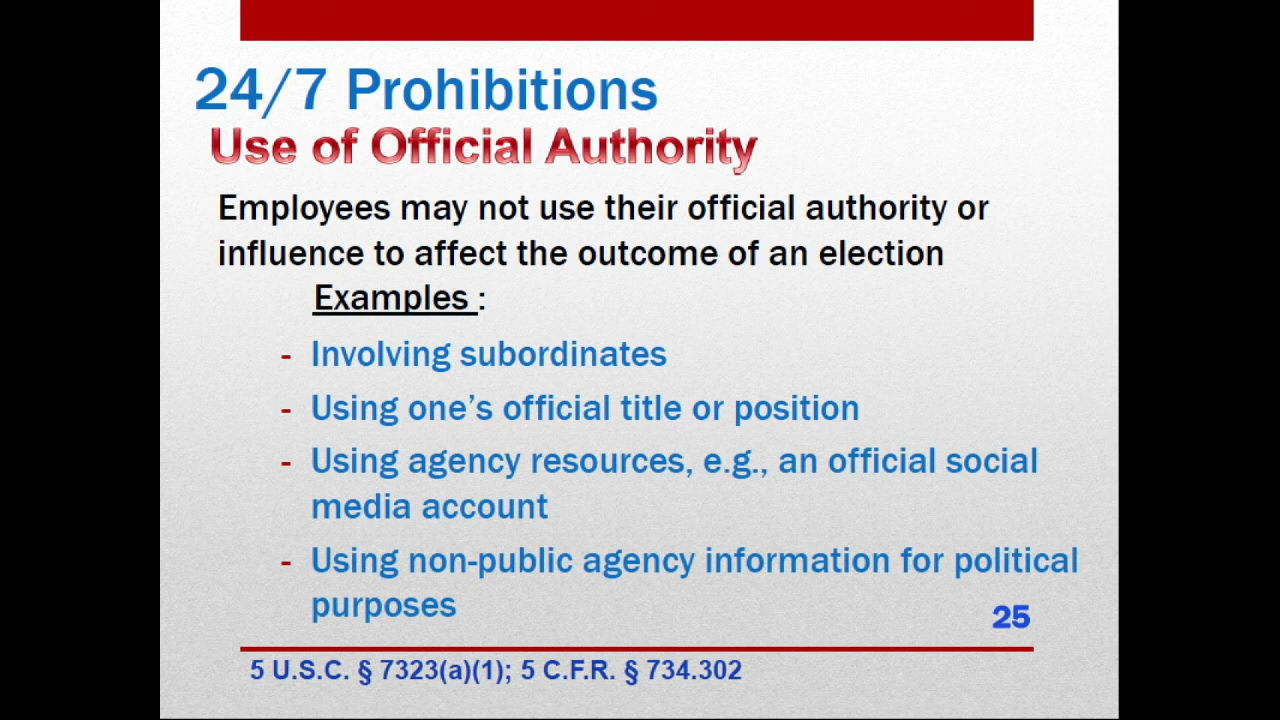 24/7 Prohibitions
Use of Official Authority
Employees may not use their official authority or
influence to affect the outcome of an election
Examples :
- Involving subordinates
- Using one’s official title or position
- Using agency resources, e.g., an official social
media account
- Using non-public agency information for political
purposes
25
5 U.S.C. § 7323(a)(1); 5 C.F.R. § 734.302